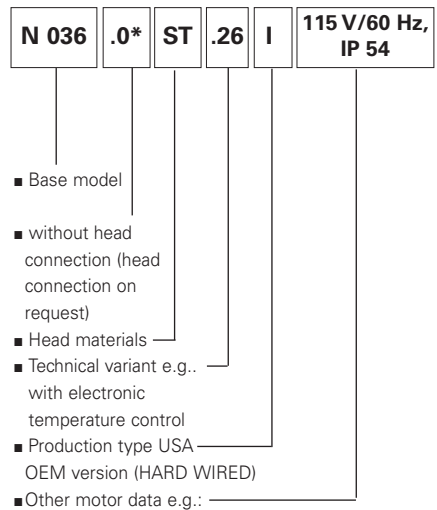 N 036 .0* ST .26 I 115 V/60 Hz,
IP 54
■ Base model
■ without head
connection (head
connection on
request)
■ Head materials
■ Technical variant e.g..
with electronic
temperature control
■ Production type USA
OEM version (HARD WIRED)
■Other motor data e.g.: